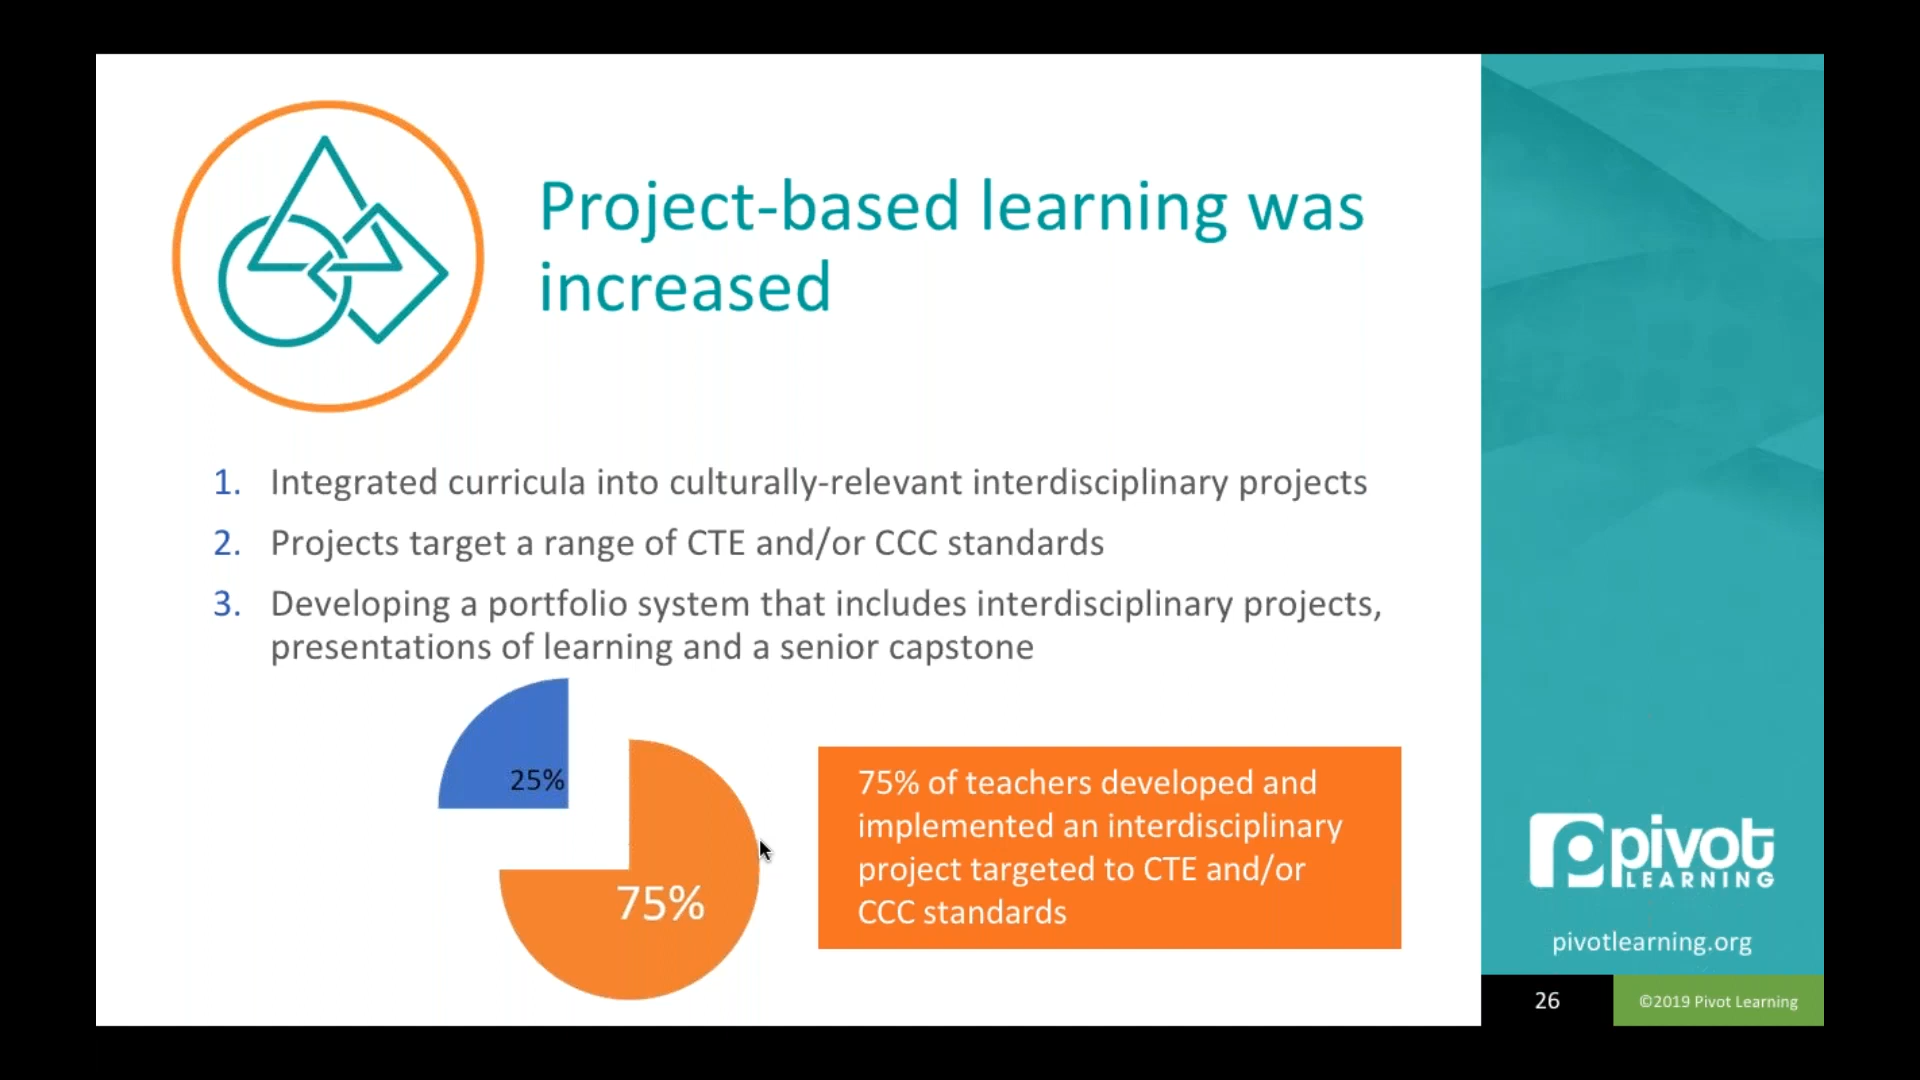 Project-based learning was
increased
1. Integrated curricula into culturally-relevant interdisciplinary projects
2. Projects target a range of CTE and/or CCC standards
3. Developing a portfolio system that includes interdisciplinary projects,
presentations of learning and a senior capstone
25%
75%
75% of teachers developed and
implemented an interdisciplinary
project targeted to CTE and/or
CCC standards
pivot
LEARNING
pivotlearning.org
26
©2019 Pivot Learning